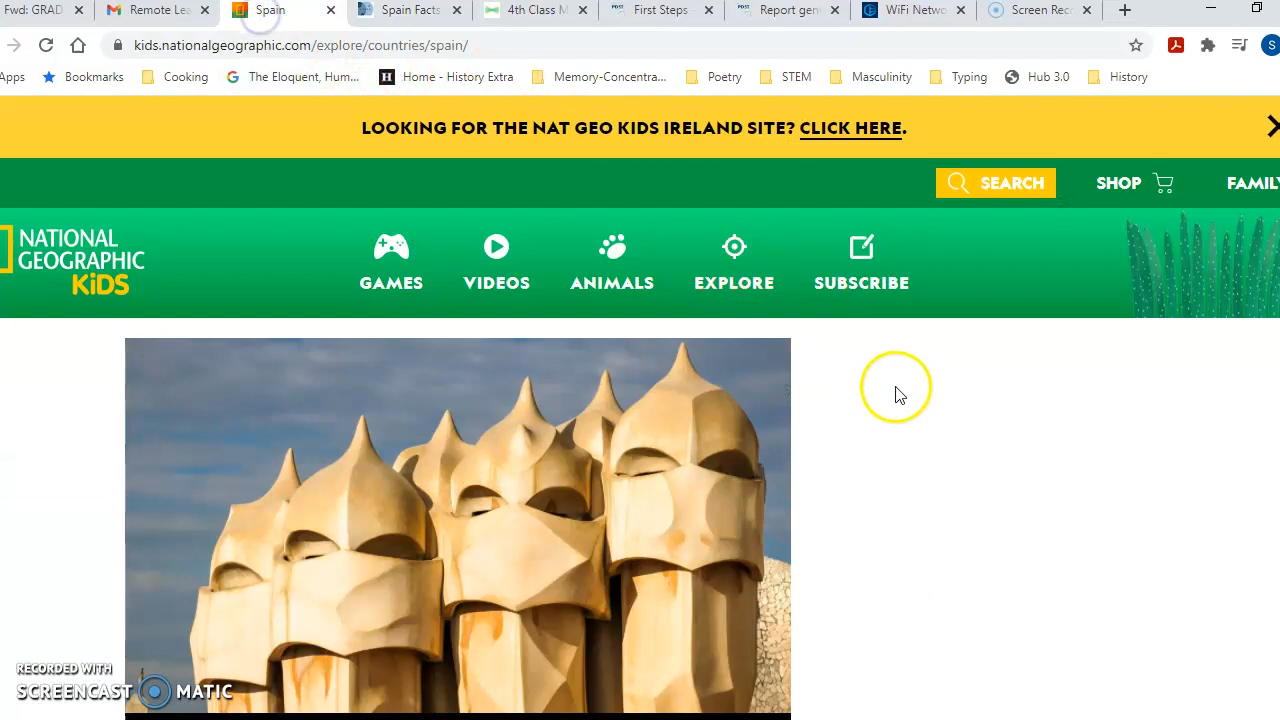 Fwd: GRAD
Remote Lea
Spain
Spain Facts
4th Class M
First Steps
Report gen
WiFi Netwo
Screen Rec
kids.nationalgeographic.com/explore/countries/spain/
S
Apps
Bookmarks
Cooking
The Eloquent, Hum...
H
Home - History Extra
Memory-Concentra...
Poetry
STEM
Masculinity
Typing
Hub 3.0
History
LOOKING FOR THE NAT GEO KIDS IRELAND SITE? CLICK HERE.
SEARCH
SHOP
FAMILY
NATIONAL
GEOGRAPHIC
KiDS
GAMES
VIDEOS
ANIMALS
EXPLORE
SUBSCRIBE
RECORDED WITH
SCREENCAST MATIC